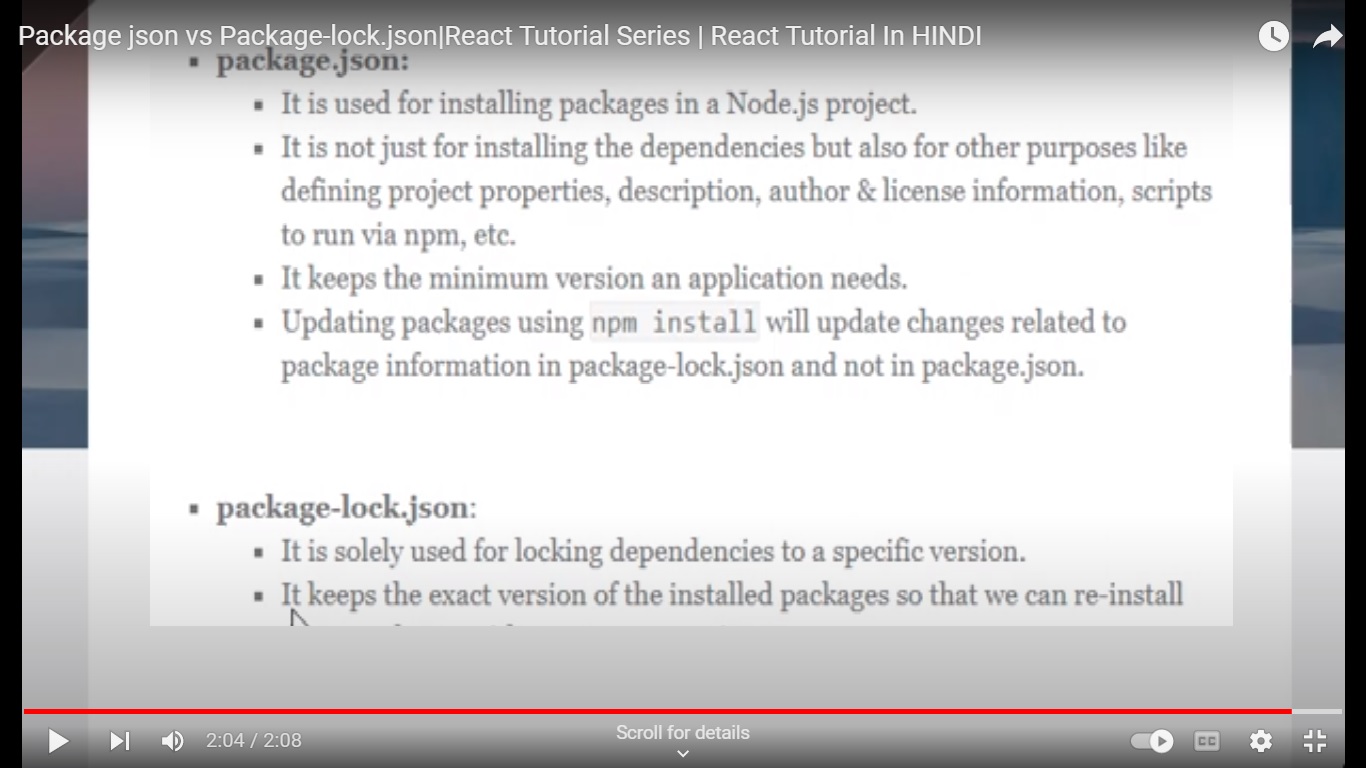 Package json vs Package-lock.json|React Tutorial Series | React Tutorial In HINDI
▪ package.json:
▪ It is used for installing packages in a Node.js project.
▪ It is not just for installing the dependencies but also for other purposes like
defining project properties, description, author & license information, scripts
to run via npm, etc.
▪ It keeps the minimum version an application needs.
▪ Updating packages using npm install will update changes related to
package information in package-lock.json and not in package.json.
▪ package-lock.json:
▪ It is solely used for locking dependencies to a specific version.
▪ It keeps the exact version of the installed packages so that we can re-install
2:04 / 2:08
Scroll for details
CC